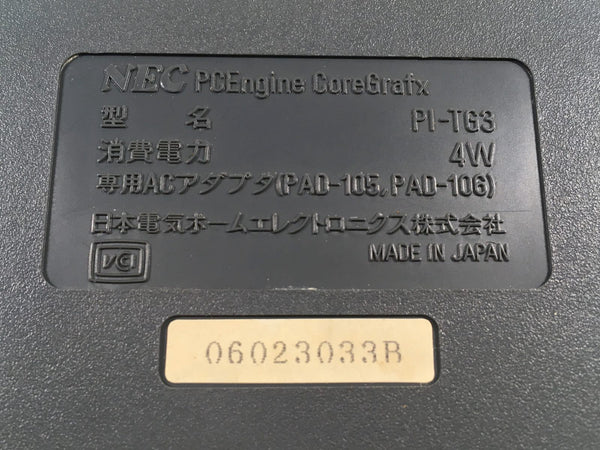 NEC PCEngine CoreGrafx
型名 PI-TG3
消費電力 4W
専用ACアダプタ(PAD-105, PAD-106)
日本電気ホームエレクトロニクス株式会社
VCI MADE IN JAPAN
06023033B